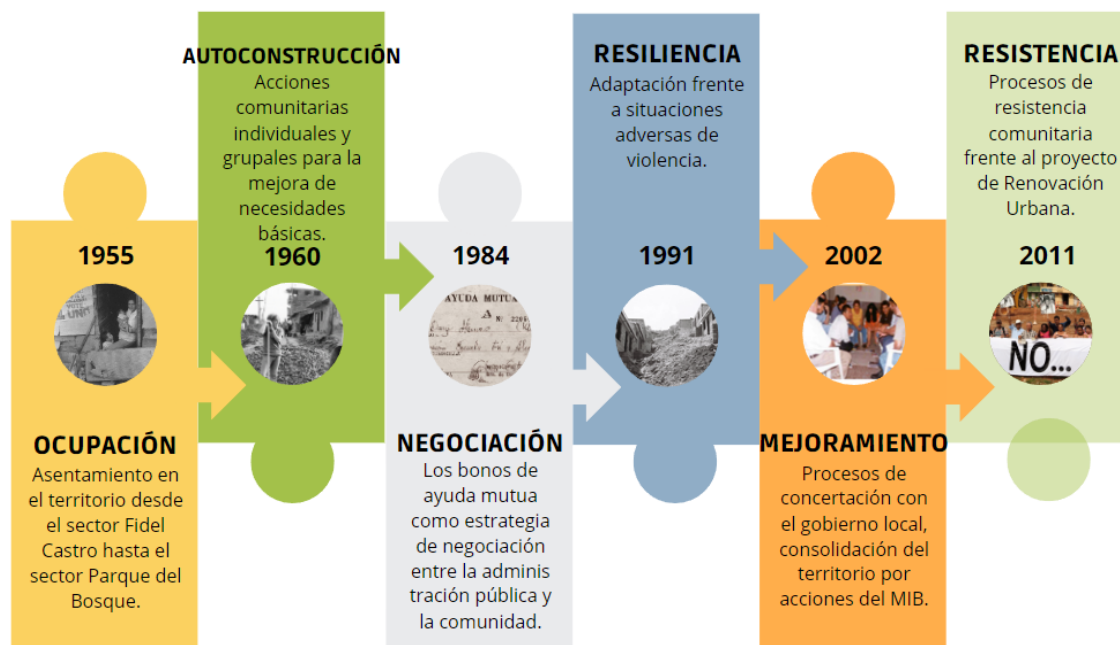 1955
OCUPACIÓN
Asentamiento en
el territorio desde
el sector Fidel
Castro hasta el
sector Parque del
Bosque.
AUTOCONSTRUCCIÓN
Acciones
comunitarias
individuales y
grupales para la
mejora de
necesidades
básicas.
1960
1984
AYUDA MUTUA
A Nº
NEGOCIACIÓN
Los bonos de
ayuda mutua
como estrategia
de negociación
entre la adminis
tración pública y
la comunidad.
RESILIENCIA
Adaptación frente
a situaciones
adversas de
violencia.
1991
2002
MEJORAMIENTO
Procesos de
concertación con
el gobierno local,
consolidación del
territorio por
acciones del MIB.
RESISTENCIA
Procesos de
resistencia
comunitaria
frente al proyecto
de Renovación
Urbana.
2011
NO...